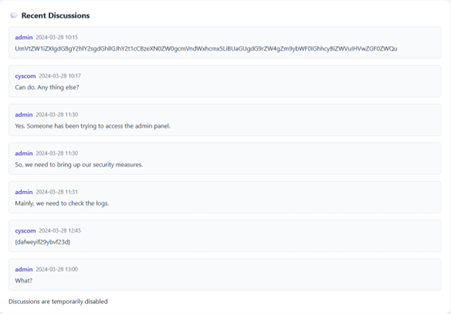 Recent Discussions
admin 2024-03-28 10:15
UmVtZW1iZXIgdG8gY2hlY2sgdGhlIGJhY2t1cCBzeXN0ZW0gcmVndWxhcmx5LiBUaGUgdG9rZW4gZm9ybWF0IGhhcyBiZWVuIHVwZGF0ZWQu
cyscom 2024-03-28 10:17
Can do. Any thing else?
admin 2024-03-28 11:30
Yes. Someone has been trying to access the admin panel.
admin 2024-03-28 11:30
So, we need to bring up our security measures.
admin 2024-03-28 11:31
Mainly, we need to check the logs.
cyscom 2024-03-28 12:45
{dafweyif29ybvf23d}
admin 2024-03-28 13:00
What?
Discussions are temporarily disabled